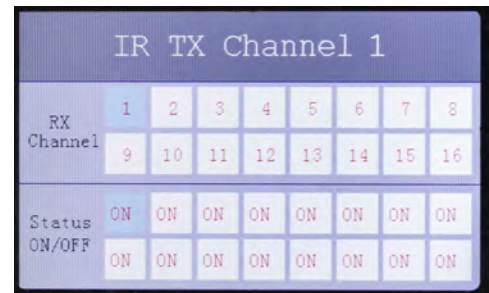 IR TX Channel 1
RX Channel
1 2 3 4 5 6 7 8
9 10 11 12 13 14 15 16
Status ON/OFF
ON ON ON ON ON ON ON ON
ON ON ON ON ON ON ON ON